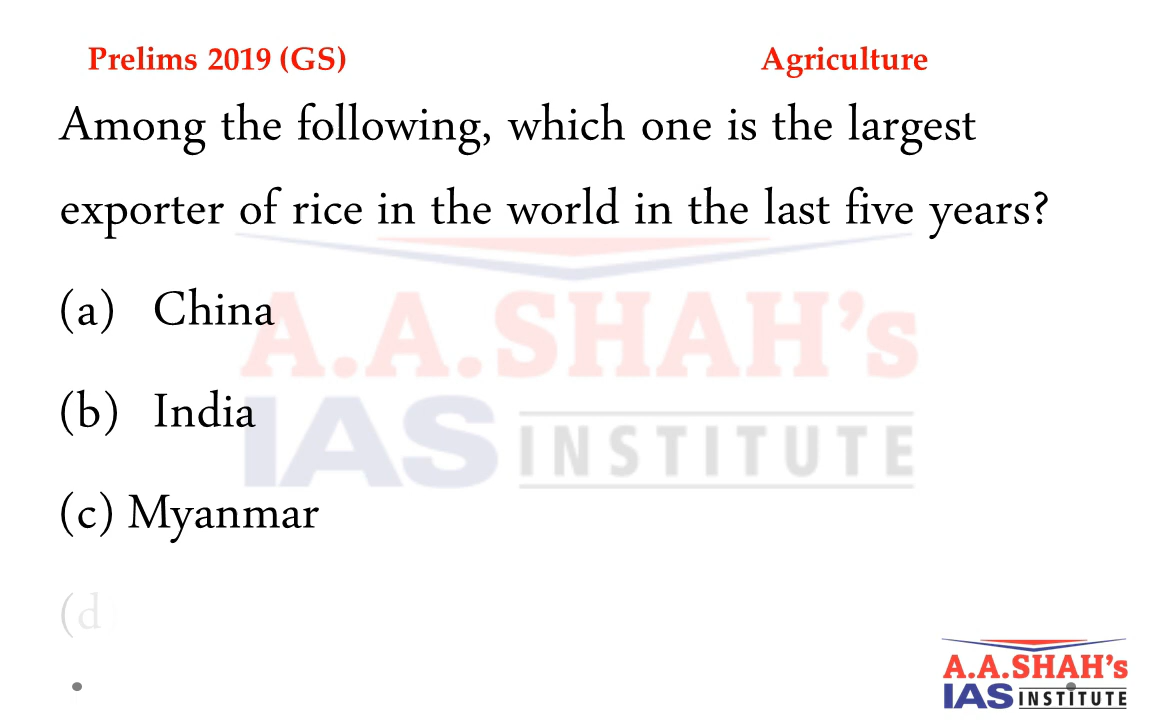 Prelims 2019 (GS) Agriculture
Among the following, which one is the largest
exporter of rice in the world in the last five years?
(a) China
(b) India
(c) Myanmar
(d)
A.A.SHAH's
IAS INSTITUTE
A.A.SHAH's
IAS INSTITUTE